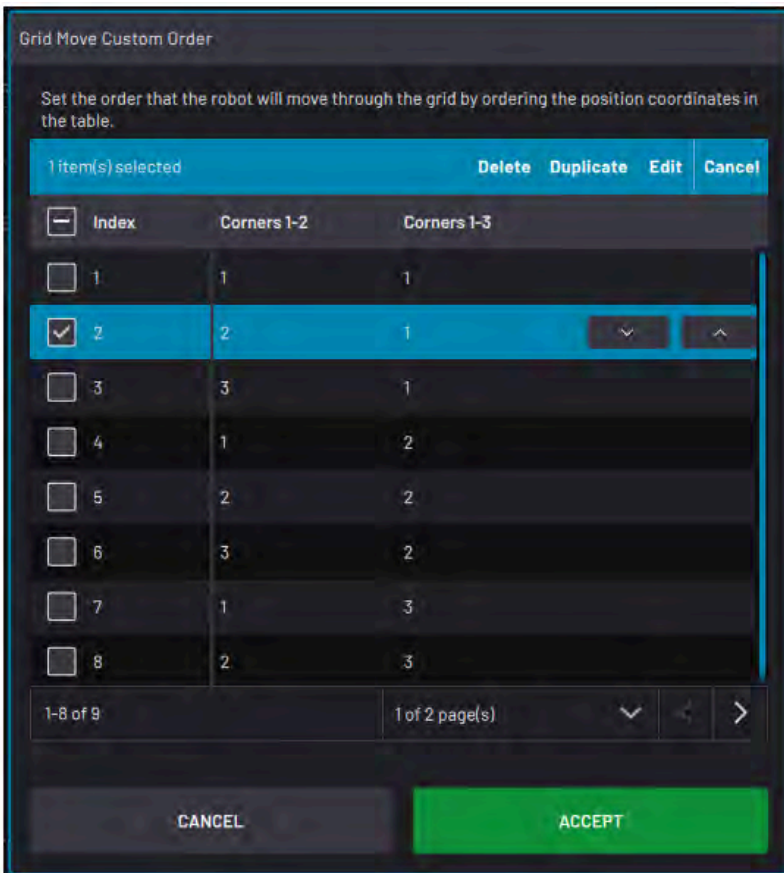 Grid Move Custom Order
Set the order that the robot will move through the grid by ordering the position coordinates in
the table.
1 item(s) selected Delete Duplicate Edit Cancel
Index Corners 1-2 Corners 1-3
1 1 1
2 2 1
3 3 1
4 1 2
5 2 2
6 3 2
7 1 3
8 2 3
1-8 of 9 1 of 2 page(s)
CANCEL ACCEPT